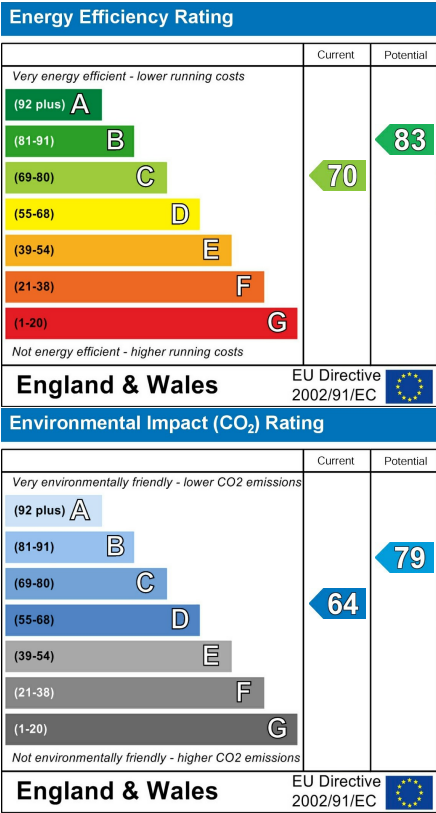 Energy Efficiency Rating
Current Potential
Very energy efficient - lower running costs
(92 plus) A
(81-91) B
83
(69-80) C
70
(55-68) D
(39-54) E
(21-38) F
(1-20) G
Not energy efficient - higher running costs
England & Wales
EU Directive
2002/91/EC
Environmental Impact (CO₂) Rating
Current Potential
Very environmentally friendly - lower CO2 emissions
(92 plus) A
(81-91) B
79
(69-80) C
(55-68) D
64
(39-54) E
(21-38) F
(1-20) G
Not environmentally friendly - higher CO2 emissions
England & Wales
EU Directive
2002/91/EC